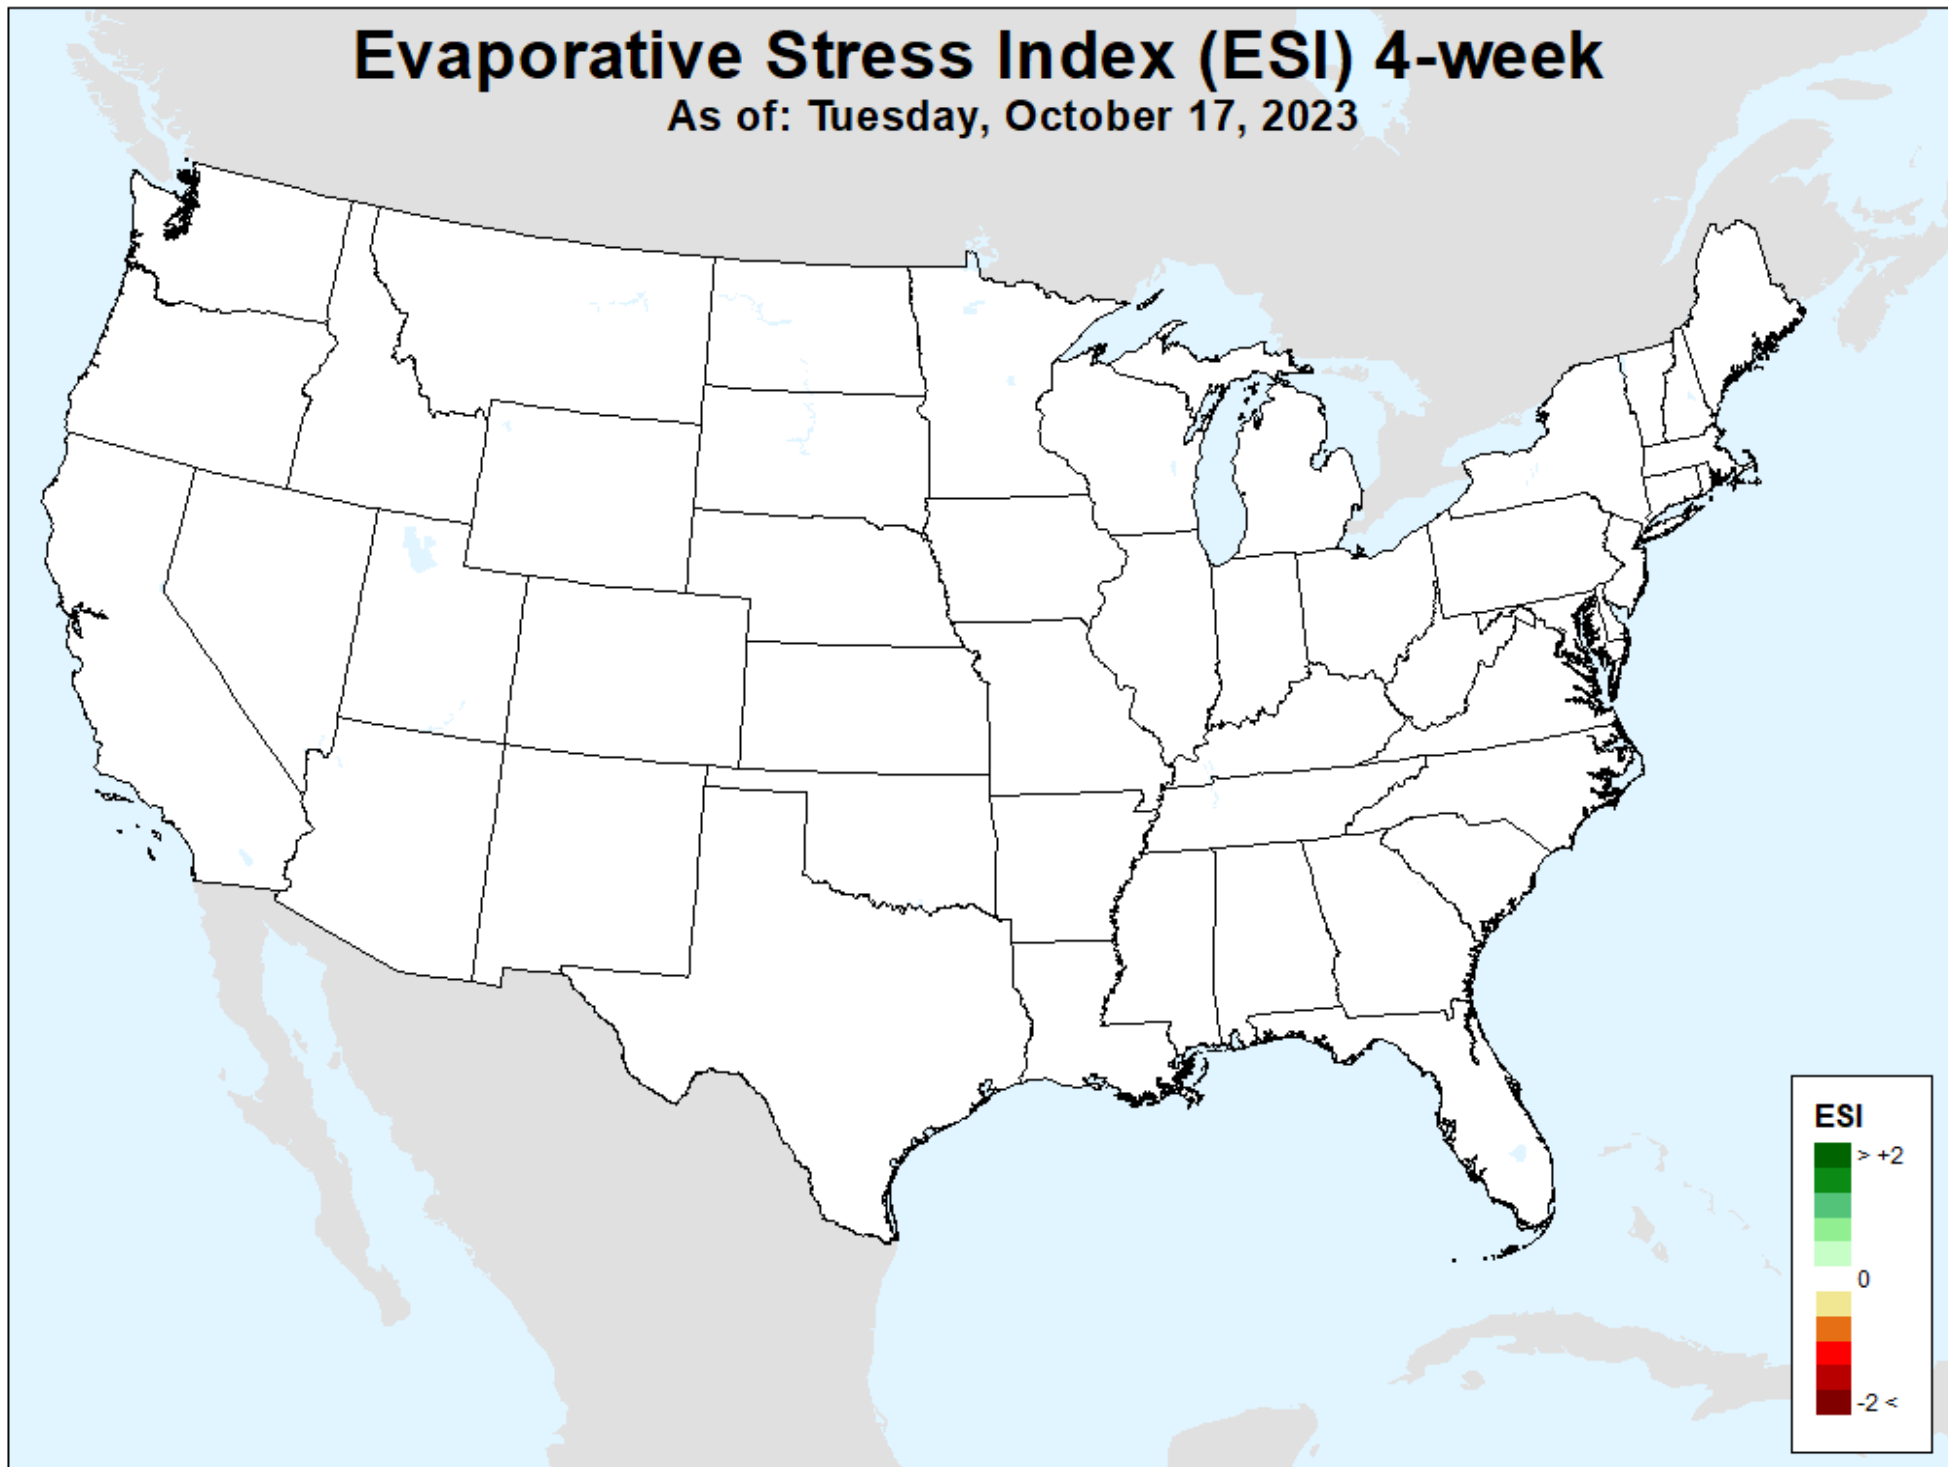 Evaporative Stress Index (ESI) 4-week
As of: Tuesday, October 17, 2023
ESI
> +2
0
-2 <